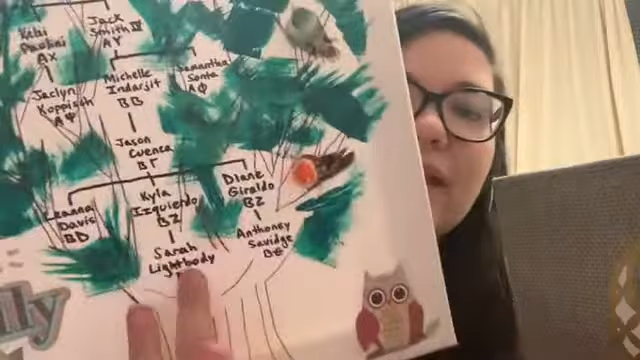 Kelsi
Paolini
AX
Jack
Smith IV
AY
Jaclyn
Koppisch
AΦ
Michelle
Indarjit
BB
Samantha
Santa
AΦ
Jason
Cuenca
BΓ
Leanna
Davis
BD
Kyla
Izquierdo
BZ
Diane
Giraldo
BZ
Sarah
Lightbody
Anthoney
Savidge
BE
lly